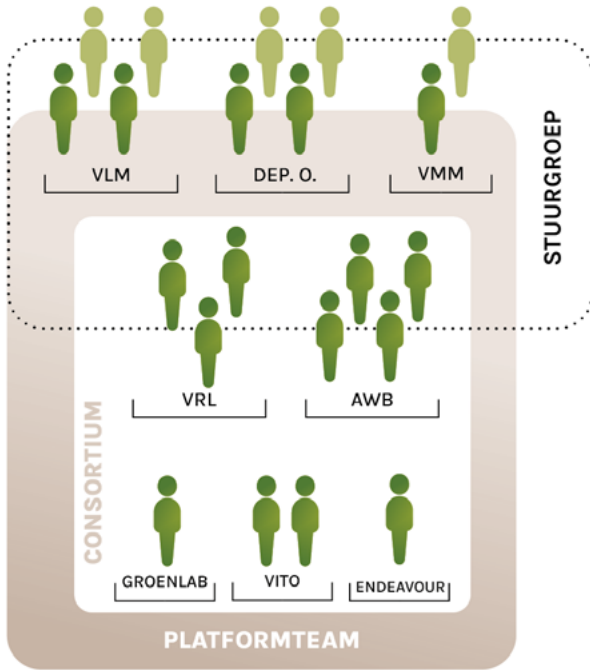 VLM
DEP. O.
VMM
STUURGROEP
VRL
AWB
CONSORTIUM
GROENLAB
VITO
ENDEAVOUR
PLATFORMTEAM